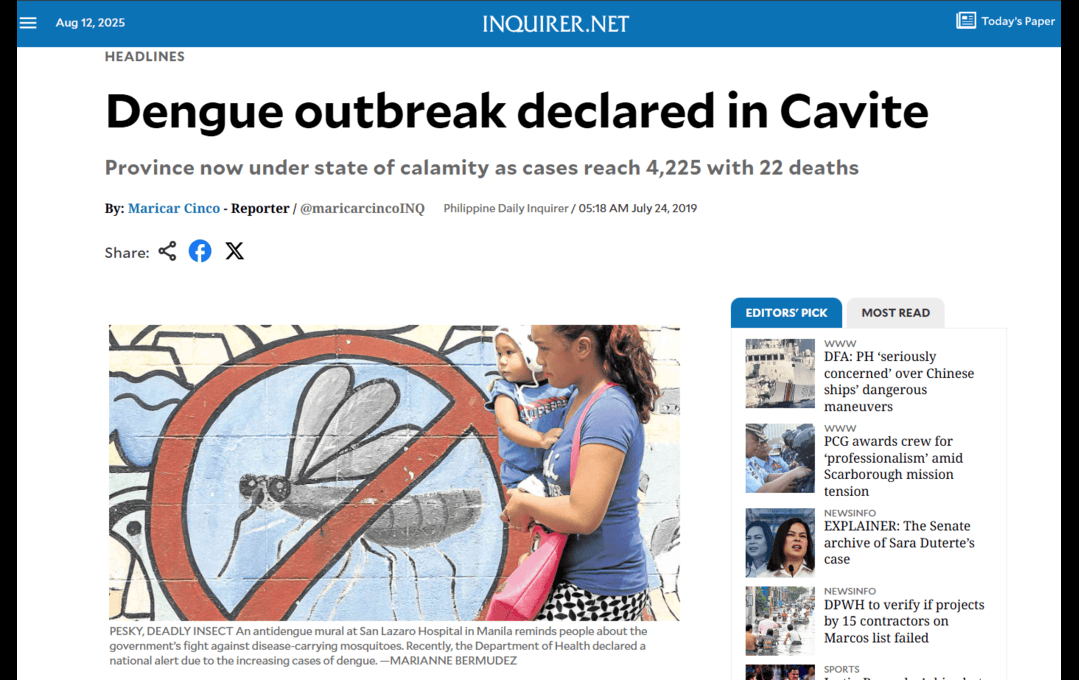 Aug 12, 2025
INQUIRER.NET
Today's Paper
HEADLINES
Dengue outbreak declared in Cavite
Province now under state of calamity as cases reach 4,225 with 22 deaths
By: Maricar Cinco - Reporter / @maricarcincoINQ
Philippine Daily Inquirer / 05:18 AM July 24, 2019
Share:
PESKY, DEADLY INSECT An antidengue mural at San Lazaro Hospital in Manila reminds people about the
government's fight against disease-carrying mosquitoes. Recently, the Department of Health declared a
national alert due to the increasing cases of dengue. —MARIANNE BERMUDEZ
EDITORS' PICK
MOST READ
WWW
DFA: PH ‘seriously
concerned’ over Chinese
ships’ dangerous
maneuvers
WWW
PCG awards crew for
‘professionalism’ amid
Scarborough mission
tension
NEWSINFO
EXPLAINER: The Senate
archive of Sara Duterte’s
case
NEWSINFO
DPWH to verify if projects
by 15 contractors on
Marcos list failed
SPORTS